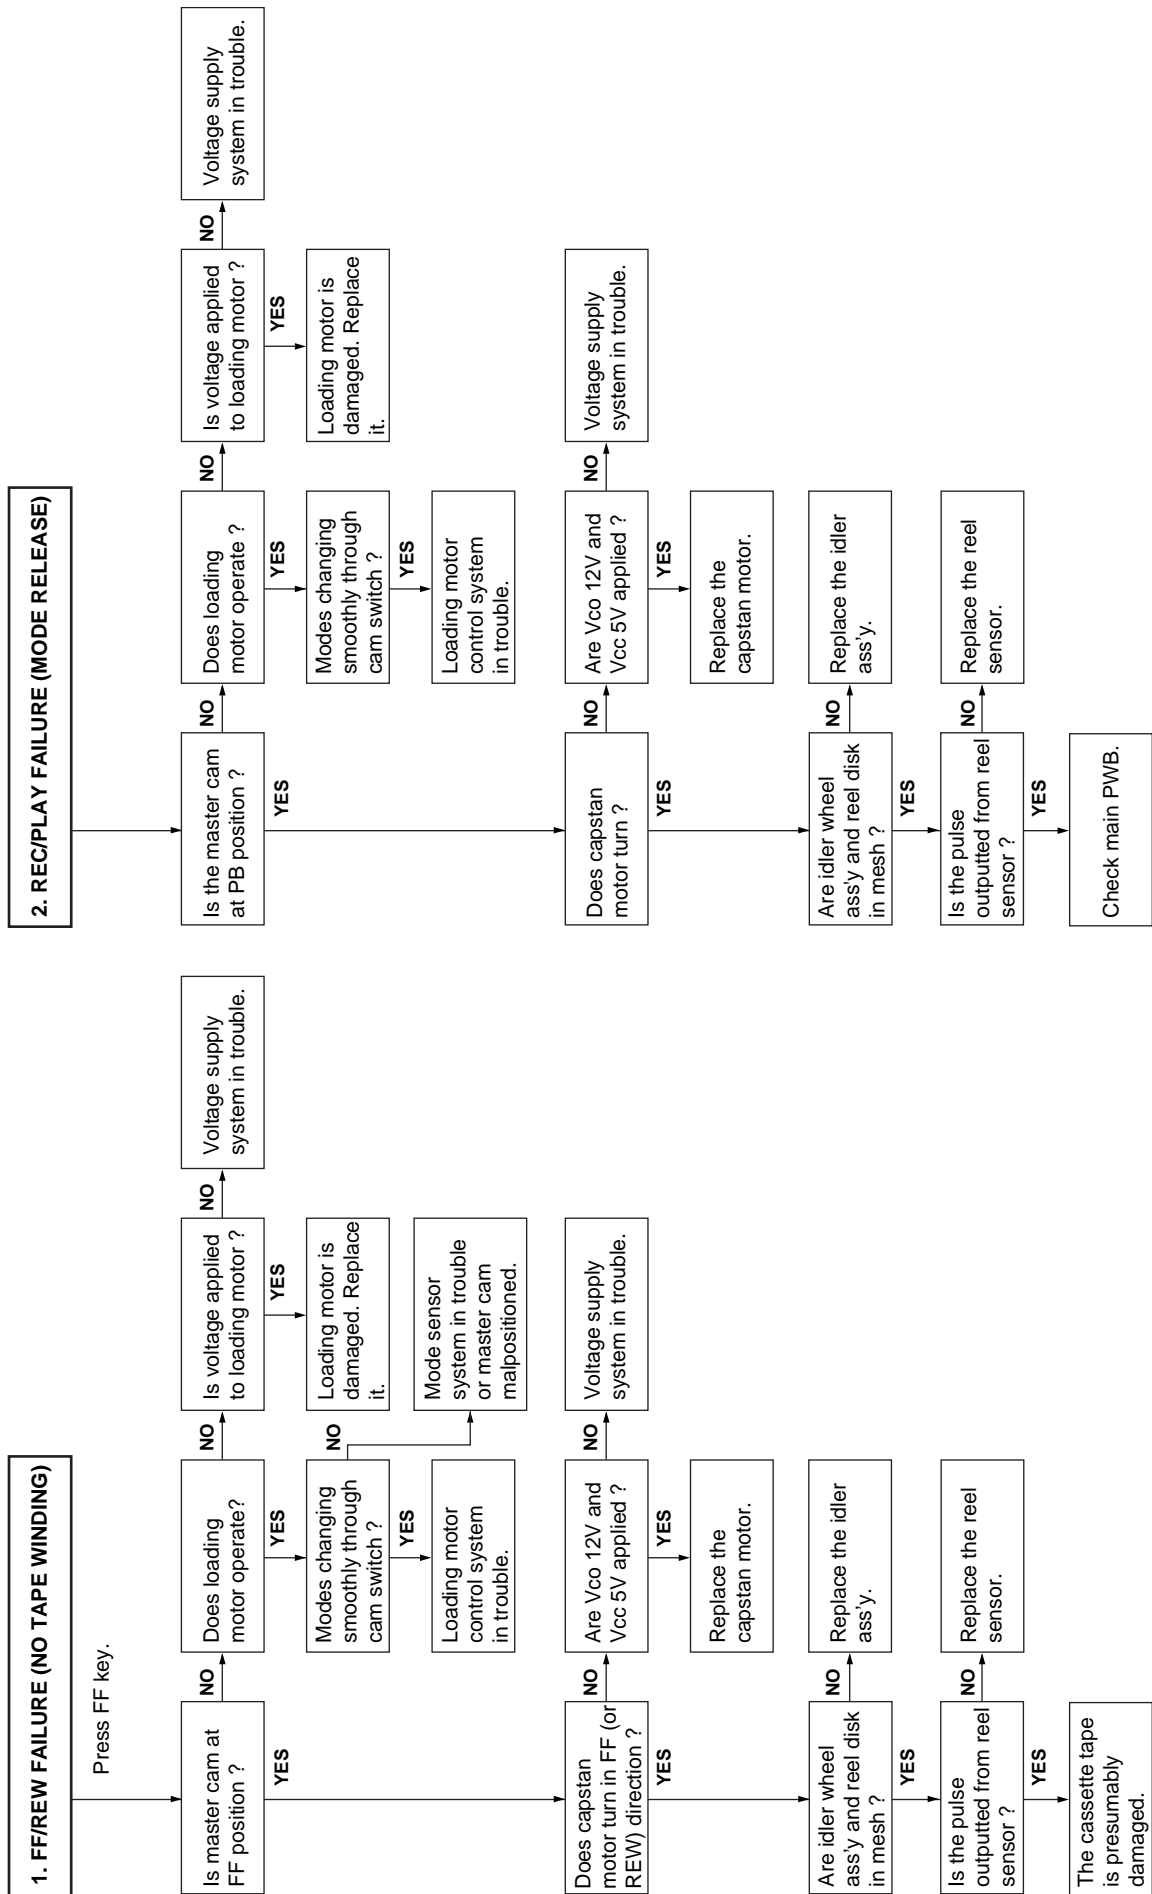 1. FF/REW FAILURE (NO TAPE WINDING)
Press FF key.
Is master cam at
FF position ?
NO
Does loading
motor operate?
NO
Is voltage applied
to loading motor ?
NO
Voltage supply
system in trouble.
YES
Loading motor is
damaged. Replace
it.
YES
Modes changing
smoothly through
cam switch ?
NO
Mode sensor
system in trouble
or master cam
malpositioned.
YES
Loading motor
control system
in trouble.
YES
Does capstan
motor turn in FF (or
REW) direction ?
NO
Are Vco 12V and
Vcc 5V applied ?
NO
Voltage supply
system in trouble.
YES
Replace the
capstan motor.
YES
Are idler wheel
ass'y and reel disk
in mesh ?
NO
Replace the idler
ass'y.
YES
Is the pulse
outputted from reel
sensor ?
NO
Replace the reel
sensor.
YES
The cassette tape
is presumably
damaged.
2. REC/PLAY FAILURE (MODE RELEASE)
Is the master cam
at PB position ?
NO
Does loading
motor operate ?
NO
Is voltage applied
to loading motor ?
NO
Voltage supply
system in trouble.
YES
Loading motor is
damaged. Replace
it.
YES
Modes changing
smoothly through
cam switch ?
YES
Loading motor
control system
in trouble.
YES
Does capstan
motor turn ?
NO
Are Vco 12V and
Vcc 5V applied ?
NO
Voltage supply
system in trouble.
YES
Replace the
capstan motor.
YES
Are idler wheel
ass'y and reel disk
in mesh ?
NO
Replace the idler
ass'y.
YES
Is the pulse
outputted from reel
sensor ?
NO
Replace the reel
sensor.
YES
Check main PWB.